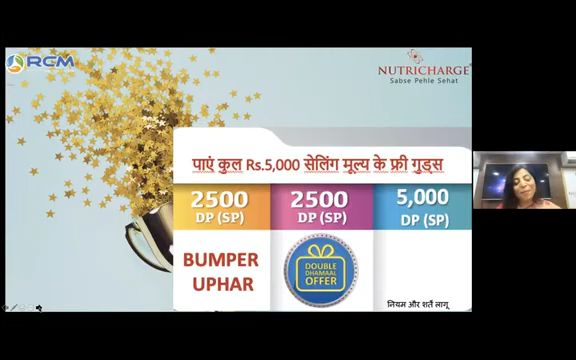 RCM
NUTRICHARGE
Sabse Pehle Sehat
पाएं कुल Rs.5,000 सेलिंग मूल्य के फ्री गुड्स
2500
DP (SP)
2500
DP (SP)
5,000
DP (SP)
BUMPER
UPHAR
DOUBLE
DHAMAAL
OFFER
नियम और शर्तें लागू